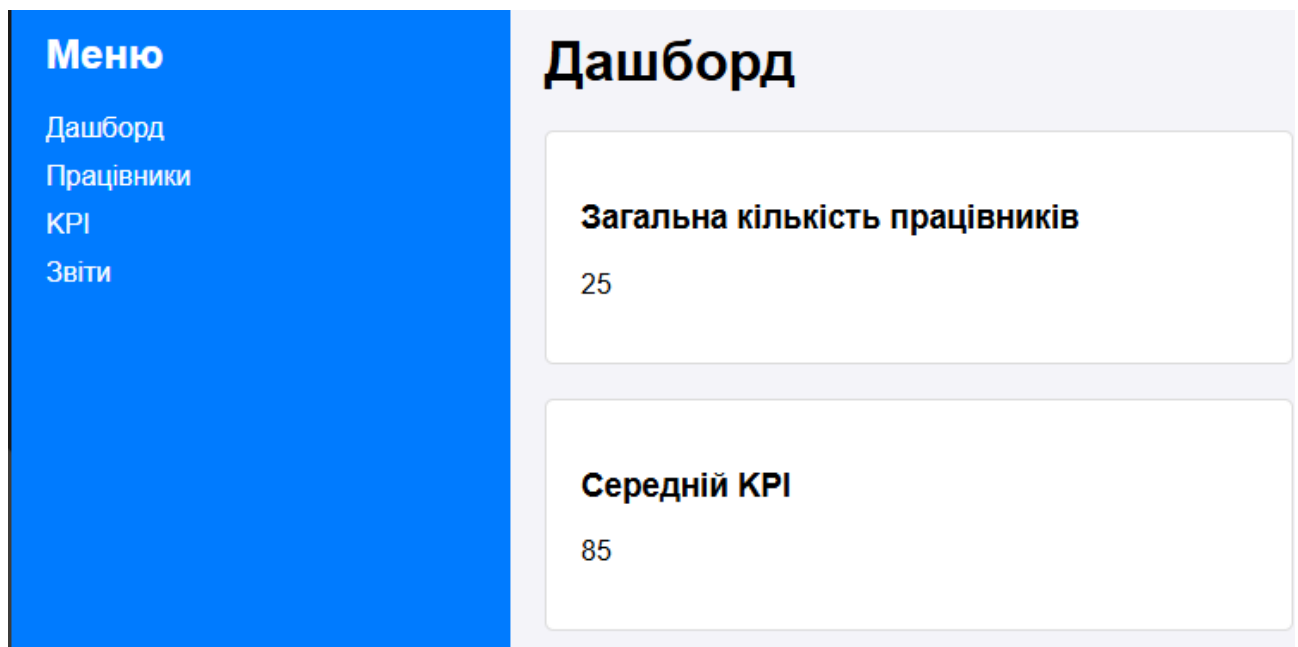 Меню
Дашборд
Працівники
KPI
Звіти
Дашборд
Загальна кількість працівників
25
Середній KPI
85